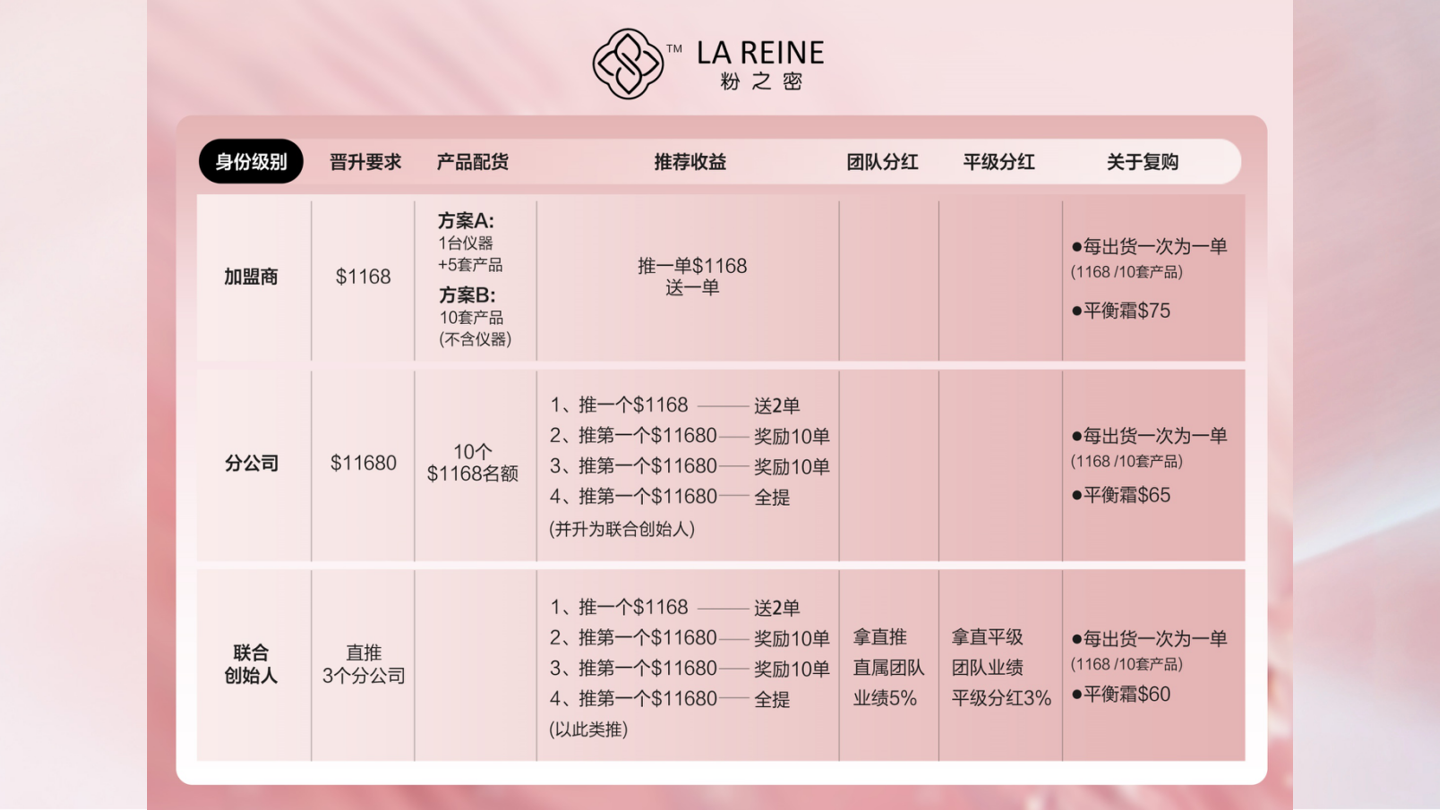 TM LA REINE
粉之密
身份级别 晋升要求 产品配货 推荐收益 团队分红 平级分红 关于复购
加盟商
$1168
方案A:
1台仪器
+5套产品
方案B:
10套产品
(不含仪器)
推一单$1168
送一单
●每出货一次为一单
(1168 /10套产品)
●平衡霜$75
分公司
$11680
10个
$1168名额
1、推一个$1168 —— 送2单
2、推第一个$11680 —— 奖励10单
3、推第一个$11680 —— 奖励10单
4、推第一个$11680 —— 全提
(并升为联合创始人)
●每出货一次为一单
(1168 /10套产品)
●平衡霜$65
联合
创始人
直推
3个分公司
1、推一个$1168 —— 送2单
2、推第一个$11680 —— 奖励10单
3、推第一个$11680 —— 奖励10单
4、推第一个$11680 —— 全提
(以此类推)
拿直推
直属团队
业绩5%
拿直平级
团队业绩
平级分红3%
●每出货一次为一单
(1168 /10套产品)
●平衡霜$60